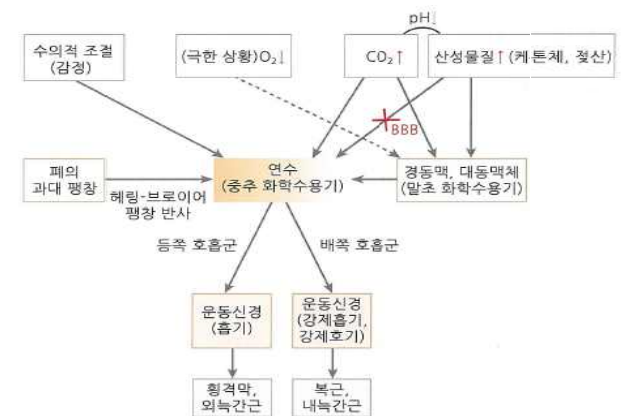 pH↓
수의적 조절
(감정)
(극한 상황)O₂↓
CO₂↑
산성물질↑(케톤체, 젖산)
BBB
폐의
과대 팽창
헤링-브로이어
팽창 반사
연수
(중추 화학수용기)
경동맥, 대동맥체
(말초 화학수용기)
등쪽 호흡군
배쪽 호흡군
운동신경
(흡기)
운동신경
(강제흡기,
강제호기)
횡격막,
외늑간근
복근,
내늑간근